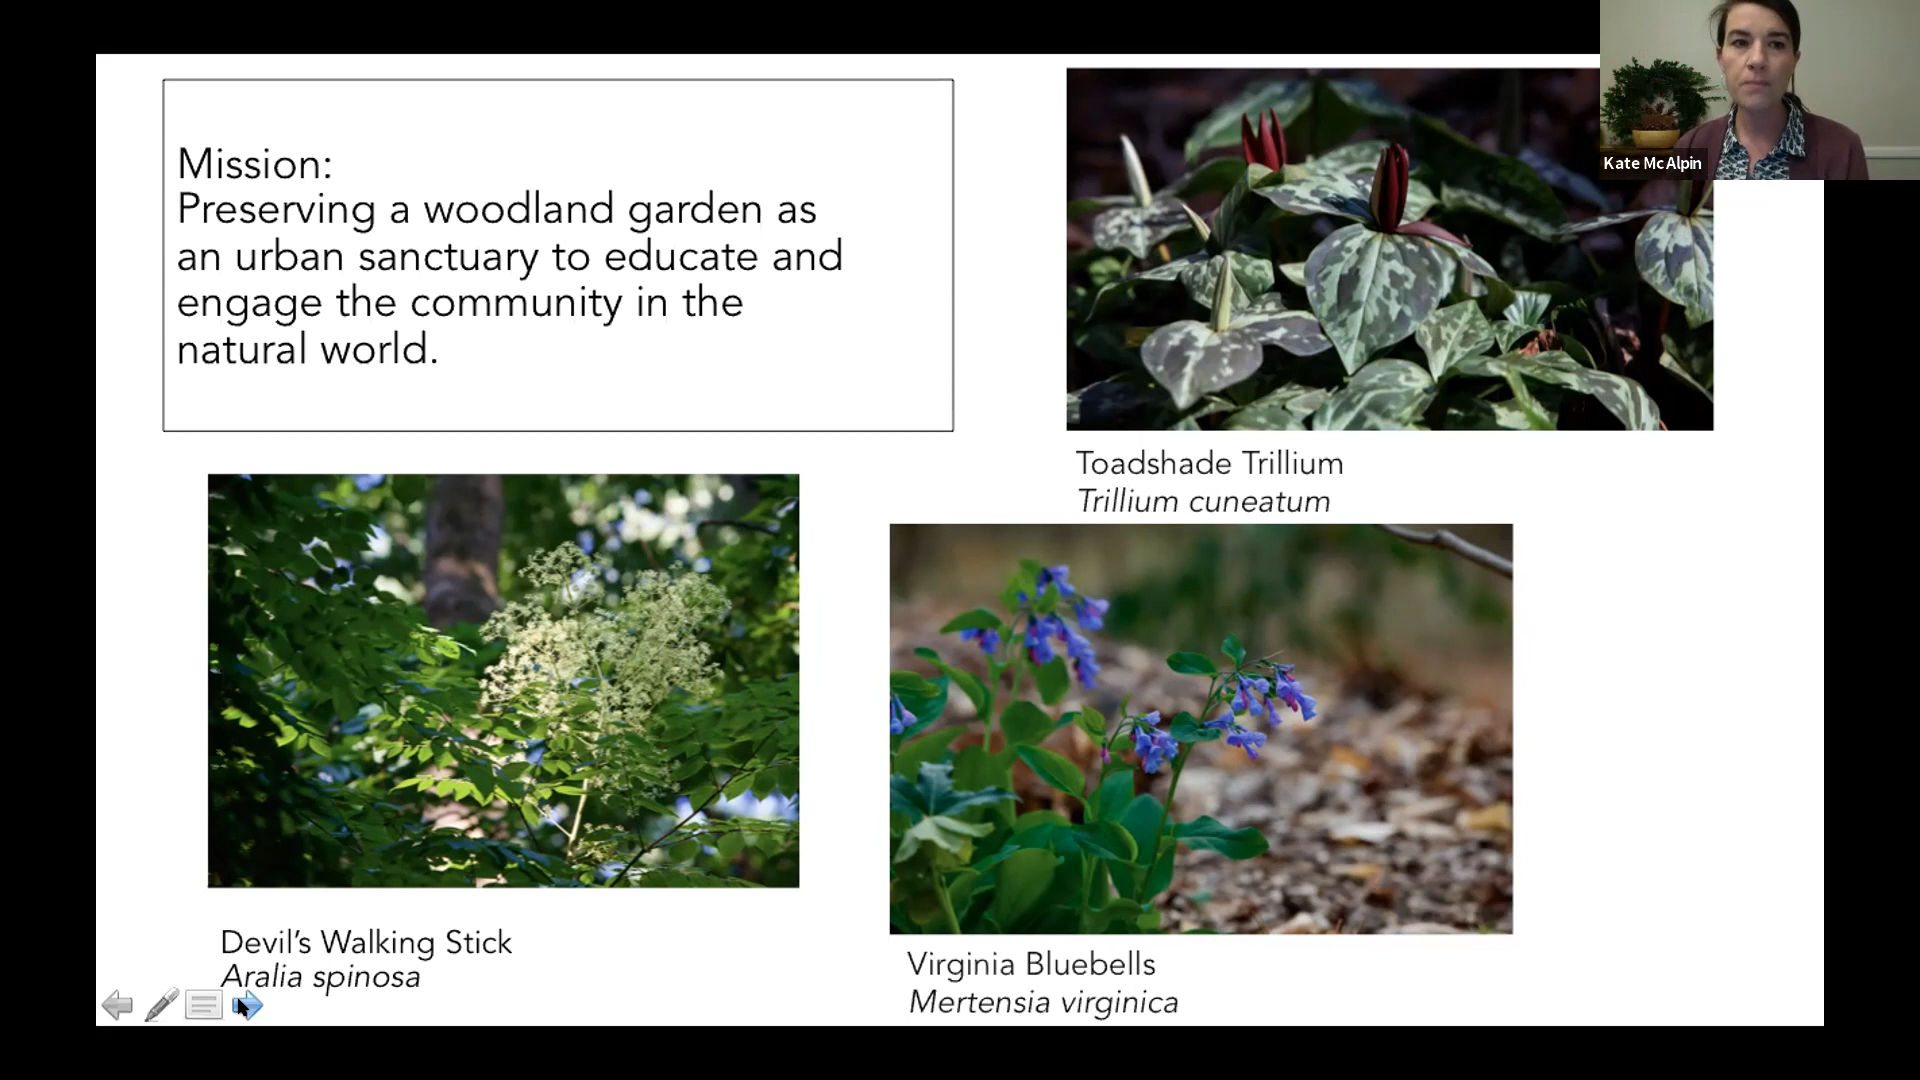 Mission:
Preserving a woodland garden as
an urban sanctuary to educate and
engage the community in the
natural world.
Kate McAlpin
Toadshade Trillium
Trillium cuneatum
Devil’s Walking Stick
Aralia spinosa
Virginia Bluebells
Mertensia virginica